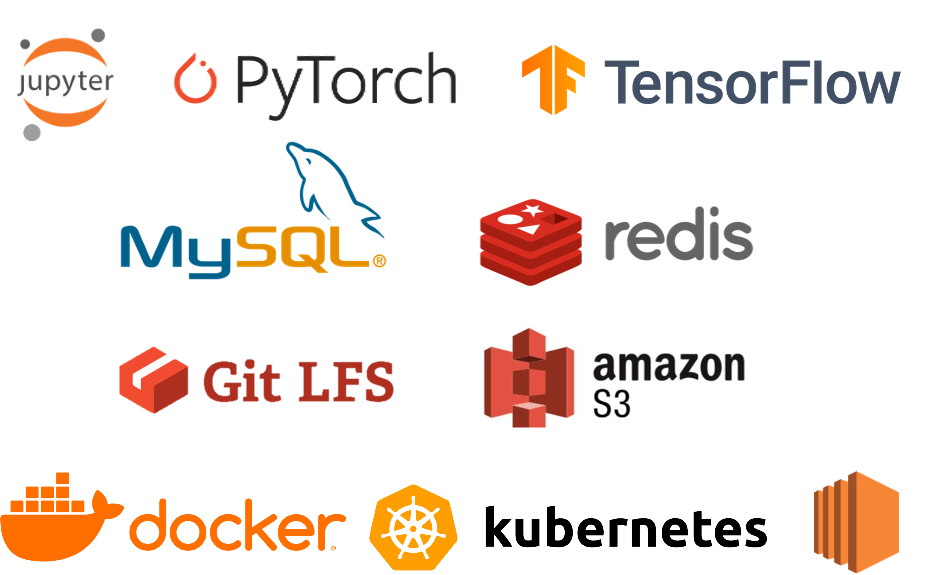 jupyter PyTorch TensorFlow
MySQL® redis
Git LFS amazon
S3
docker kubernetes